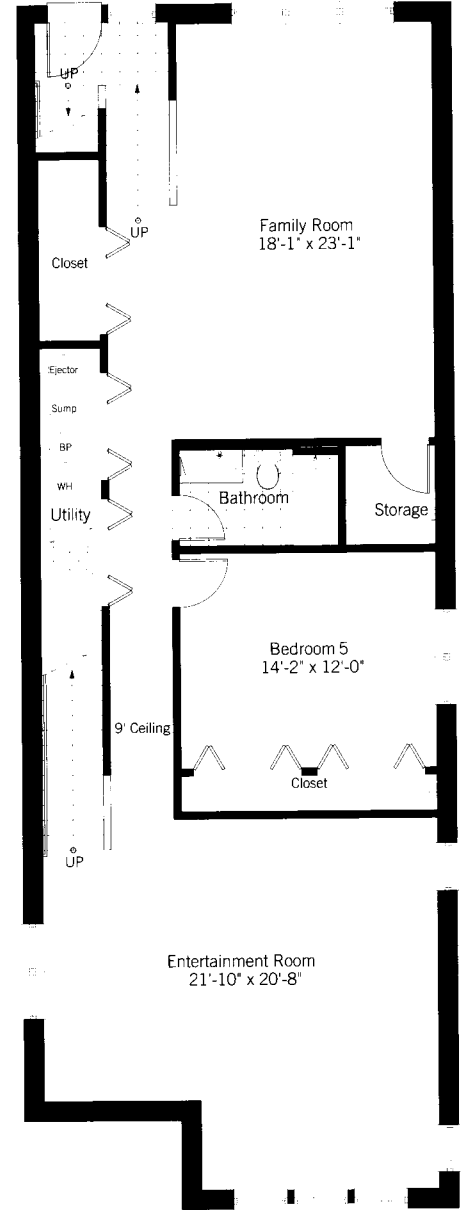 UP
UP
Family Room
18'-1" x 23'-1"
Closet
Ejector
Sump
BP
WH
Utility
Bathroom
Storage
Bedroom 5
14'-2" x 12'-0"
9' Ceiling
Closet
UP
Entertainment Room
21'-10" x 20'-8"